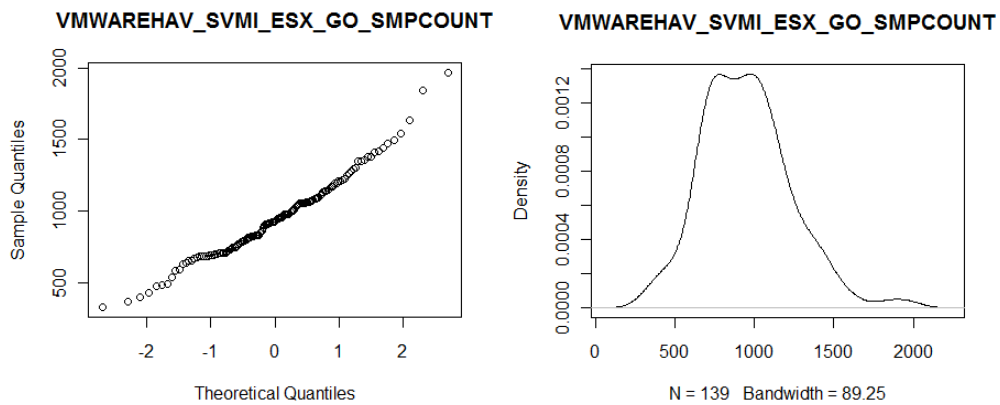 VMWAREHAV_SVMI_ESX_GO_SMPCOUNT
Sample Quantiles
2000
1500
1000
500
-2 -1 0 1 2
Theoretical Quantiles
VMWAREHAV_SVMI_ESX_GO_SMPCOUNT
Density
0.0012
0.0008
0.0004
0.0000
0 500 1000 1500 2000
N = 139 Bandwidth = 89.25